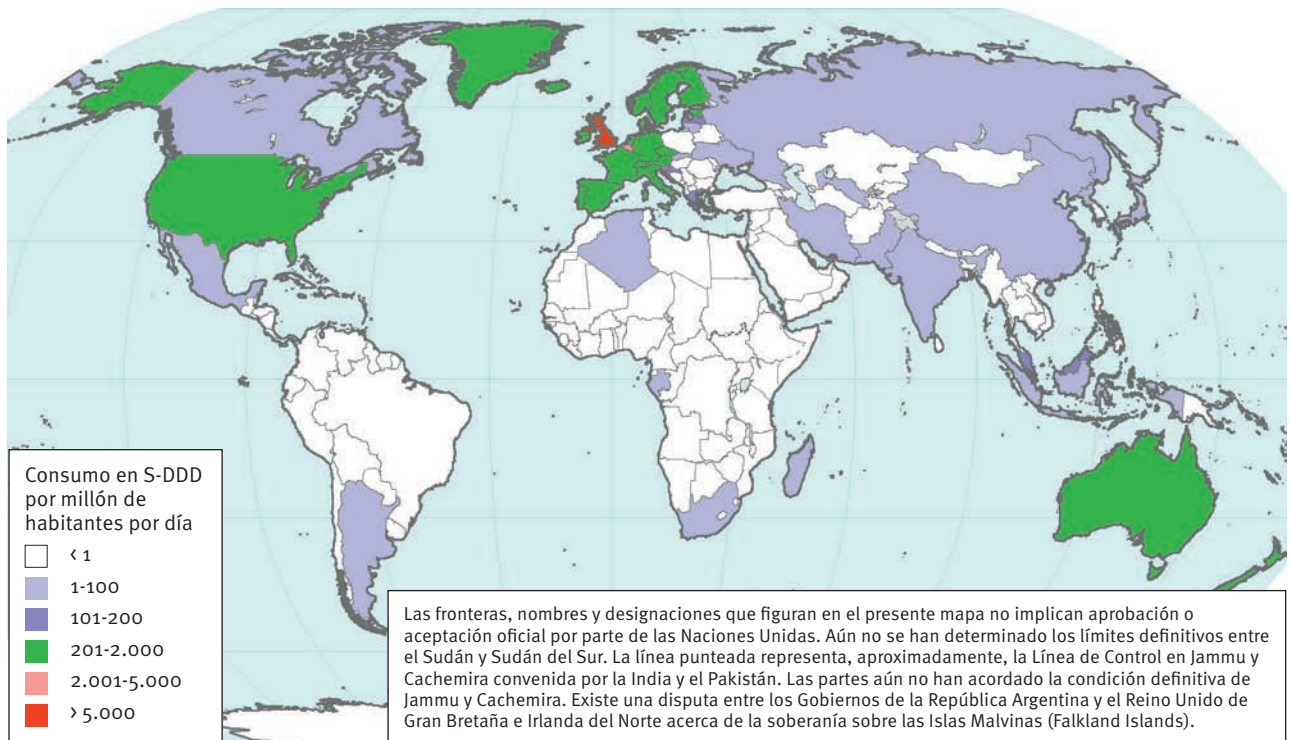 Consumo en S-DDD
por millón de
habitantes por día
‹ 1
1-100
101-200
201-2.000
2.001-5.000
› 5.000
Las fronteras, nombres y designaciones que figuran en el presente mapa no implican aprobación o
aceptación oficial por parte de las Naciones Unidas. Aún no se han determinado los límites definitivos entre
el Sudán y Sudán del Sur. La línea punteada representa, aproximadamente, la Línea de Control en Jammu y
Cachemira convenida por la India y el Pakistán. Las partes aún no han acordado la condición definitiva de
Jammu y Cachemira. Existe una disputa entre los Gobiernos de la República Argentina y el Reino Unido de
Gran Bretaña e Irlanda del Norte acerca de la soberanía sobre las Islas Malvinas (Falkland Islands).